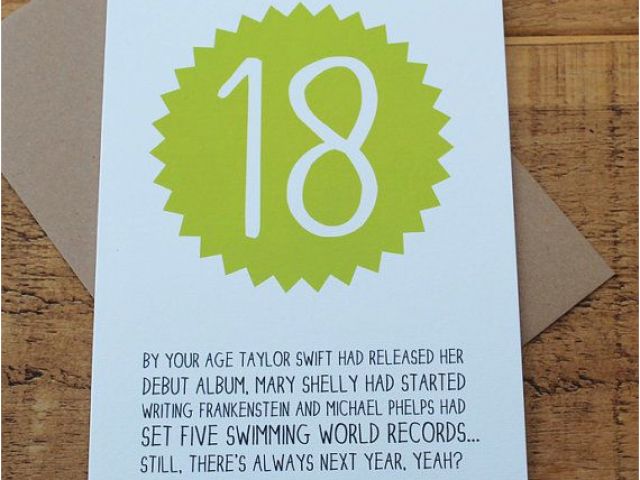 18
BY YOUR AGE TAYLOR SWIFT HAD RELEASED HER
DEBUT ALBUM, MARY SHELLY HAD STARTED
WRITING FRANKENSTEIN AND MICHAEL PHELPS HAD
SET FIVE SWIMMING WORLD RECORDS...
STILL, THERE'S ALWAYS NEXT YEAR, YEAH?